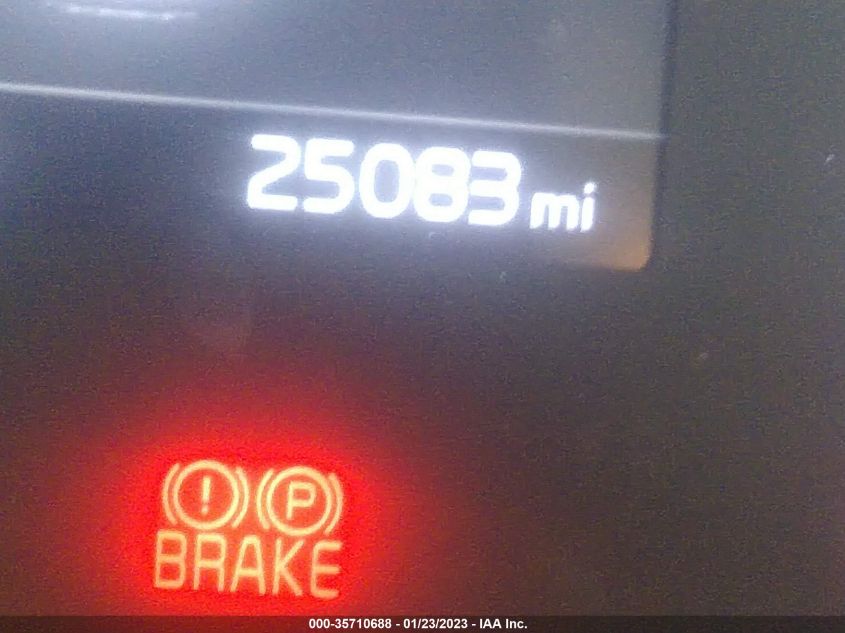 25083 mi
! P
BRAKE
000-35710688 - 01/23/2023 - IAA Inc.